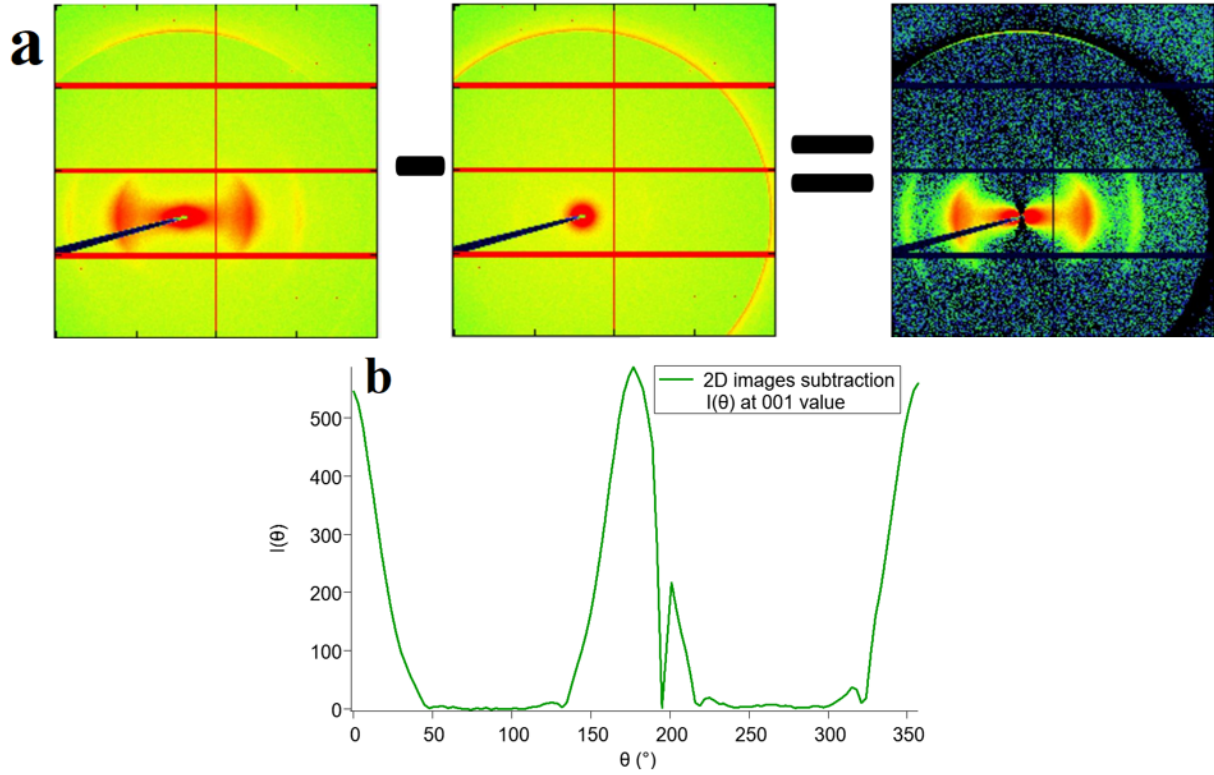 a
b
2D images subtraction
I(θ) at 001 value
500
400
300
200
100
0
I(θ)
0 50 100 150 200 250 300 350
θ (°)